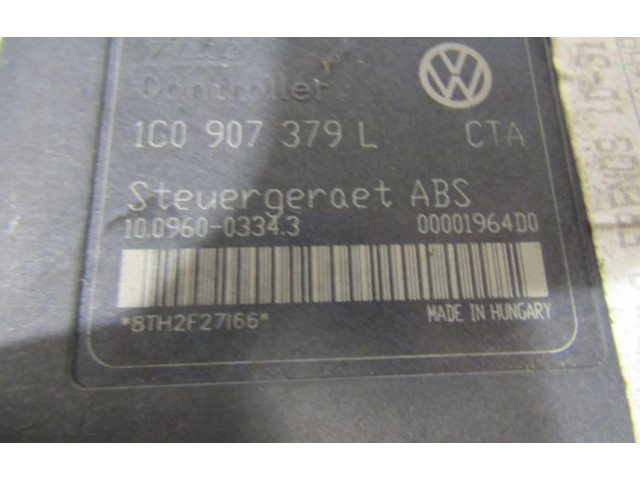 Controller
1C0 907 379 L CTA
Steuergeraet ABS
10.0960-0334.3 00001964D0
*8TH2F27166*
MADE IN HUNGARY